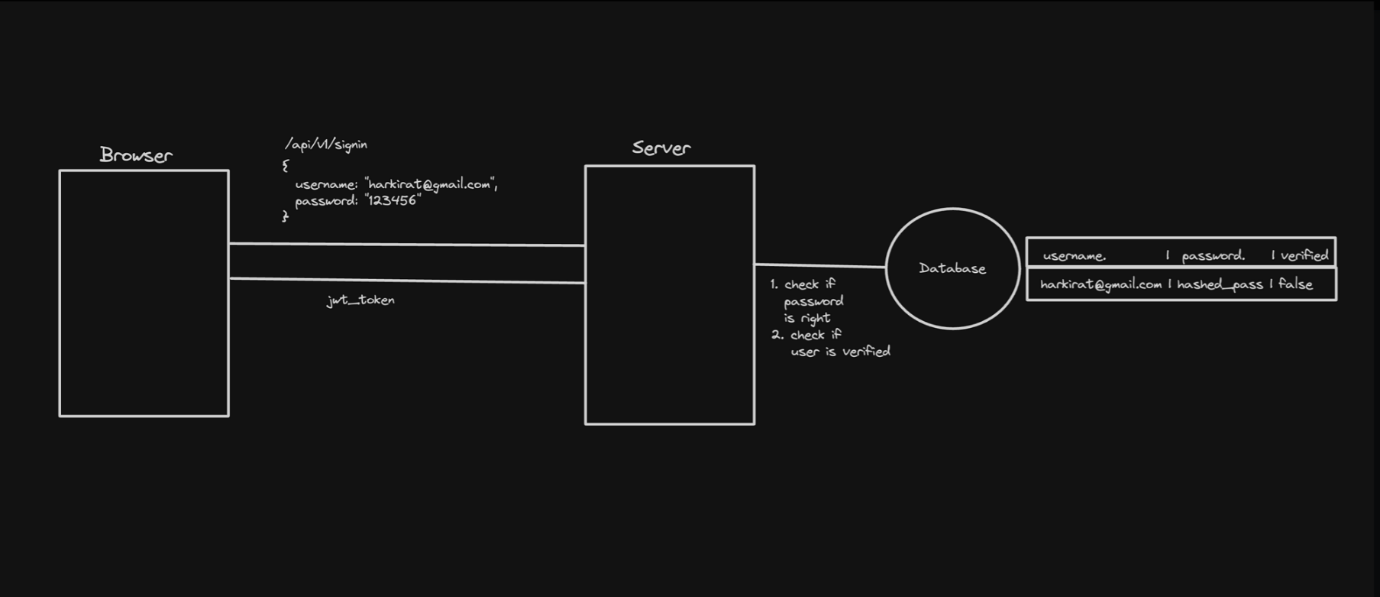 Browser
/api/v1/signin
{
username: "harkirat@gmail.com",
password: "123456"
}
jwt_token
Server
1. check if
password
is right
2. check if
user is verified
Database
username. | password. | verified
harkirat@gmail.com | hashed_pass | false